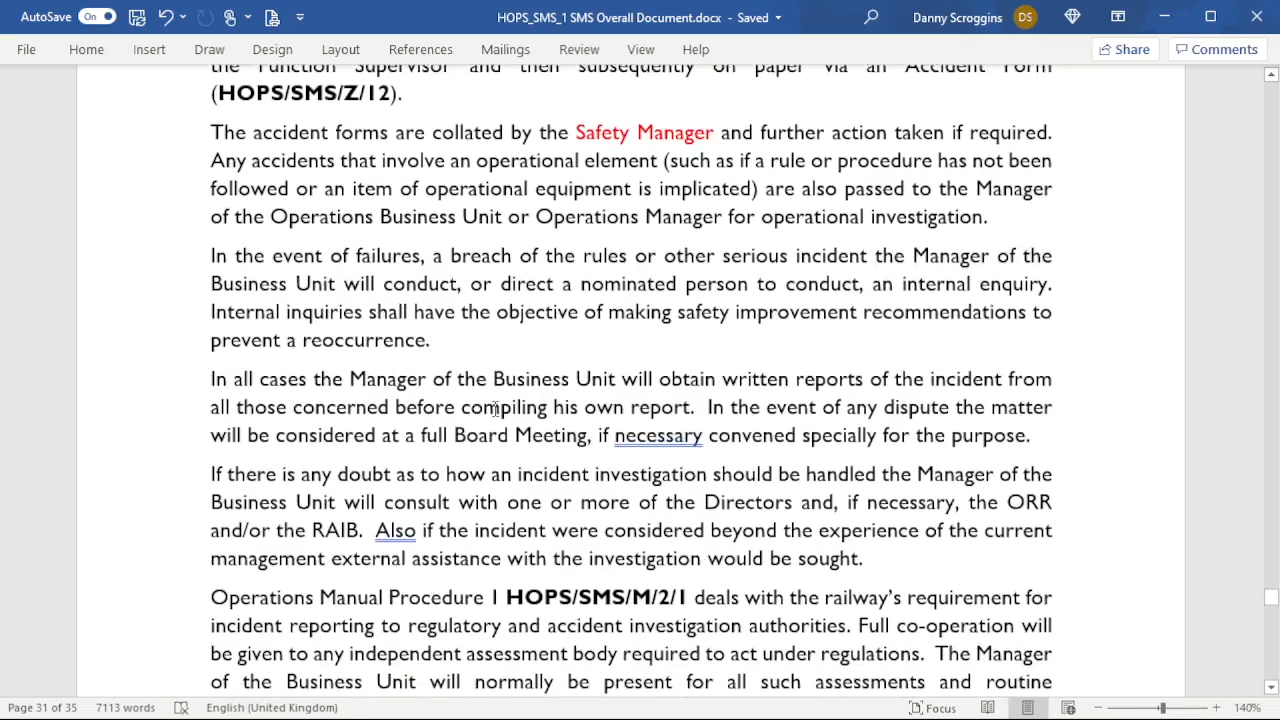 AutoSave On HOPS_SMS_1 SMS Overall Document.docx - Saved Danny Scroggins DS
File Home Insert Draw Design Layout References Mailings Review View Help Share Comments
the Function Supervisor and then subsequently on paper via an Accident Form
(HOPS/SMS/Z/12).
The accident forms are collated by the Safety Manager and further action taken if required.
Any accidents that involve an operational element (such as if a rule or procedure has not been
followed or an item of operational equipment is implicated) are also passed to the Manager
of the Operations Business Unit or Operations Manager for operational investigation.
In the event of failures, a breach of the rules or other serious incident the Manager of the
Business Unit will conduct, or direct a nominated person to conduct, an internal enquiry.
Internal inquiries shall have the objective of making safety improvement recommendations to
prevent a reoccurrence.
In all cases the Manager of the Business Unit will obtain written reports of the incident from
all those concerned before compiling his own report.  In the event of any dispute the matter
will be considered at a full Board Meeting, if necessary convened specially for the purpose.
If there is any doubt as to how an incident investigation should be handled the Manager of the
Business Unit will consult with one or more of the Directors and, if necessary, the ORR
and/or the RAIB.  Also if the incident were considered beyond the experience of the current
management external assistance with the investigation would be sought.
Operations Manual Procedure 1 HOPS/SMS/M/2/1 deals with the railway's requirement for
incident reporting to regulatory and accident investigation authorities. Full co-operation will
be given to any independent assessment body required to act under regulations.  The Manager
of the Business Unit will normally be present for all such assessments and routine
Page 31 of 35 7113 words English (United Kingdom) Focus 140%